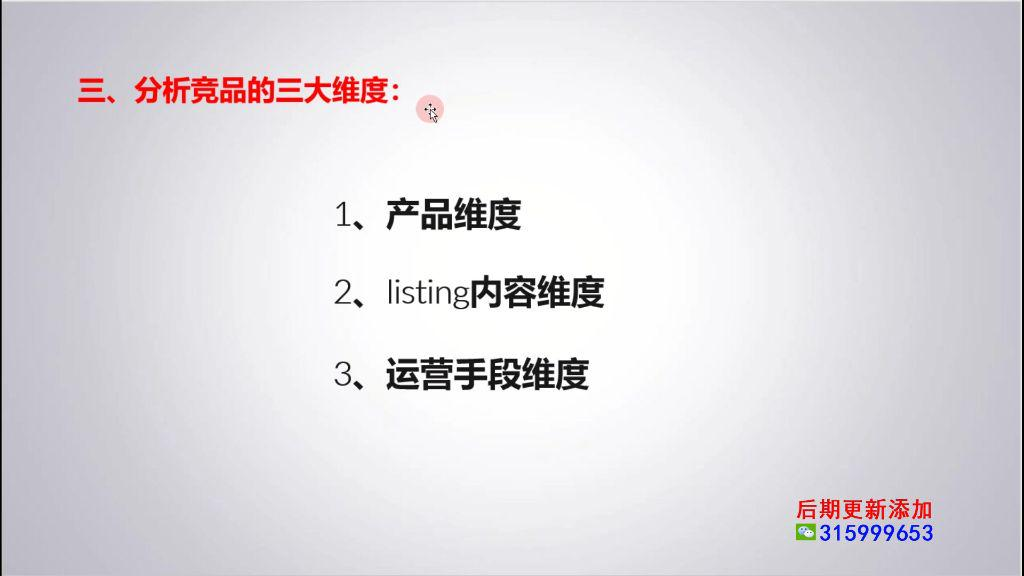 三、分析竞品的三大维度：
1、产品维度
2、listing内容维度
3、运营手段维度
后期更新添加
315999653